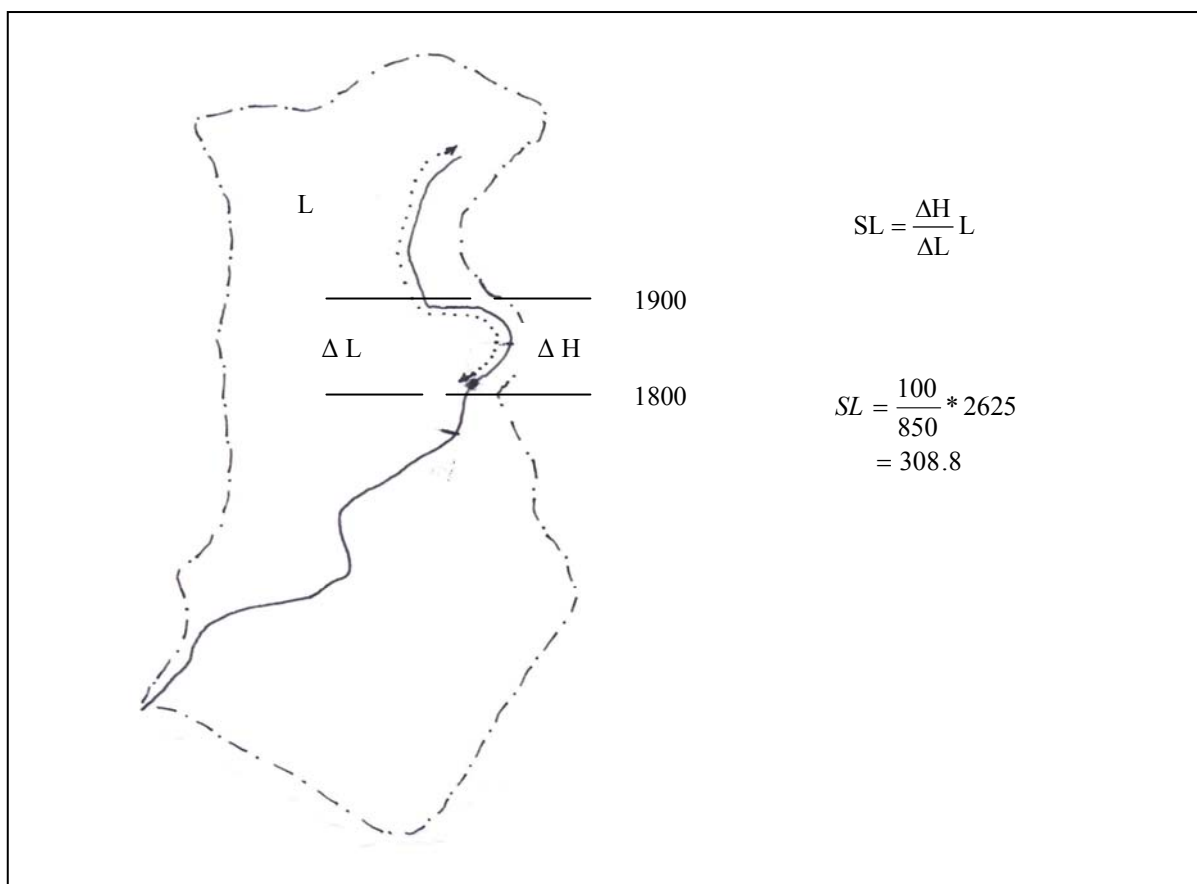 L
SL = ΔH/ΔL L
1900
Δ L
Δ H
1800
SL = 100/850 * 2625
= 308.8